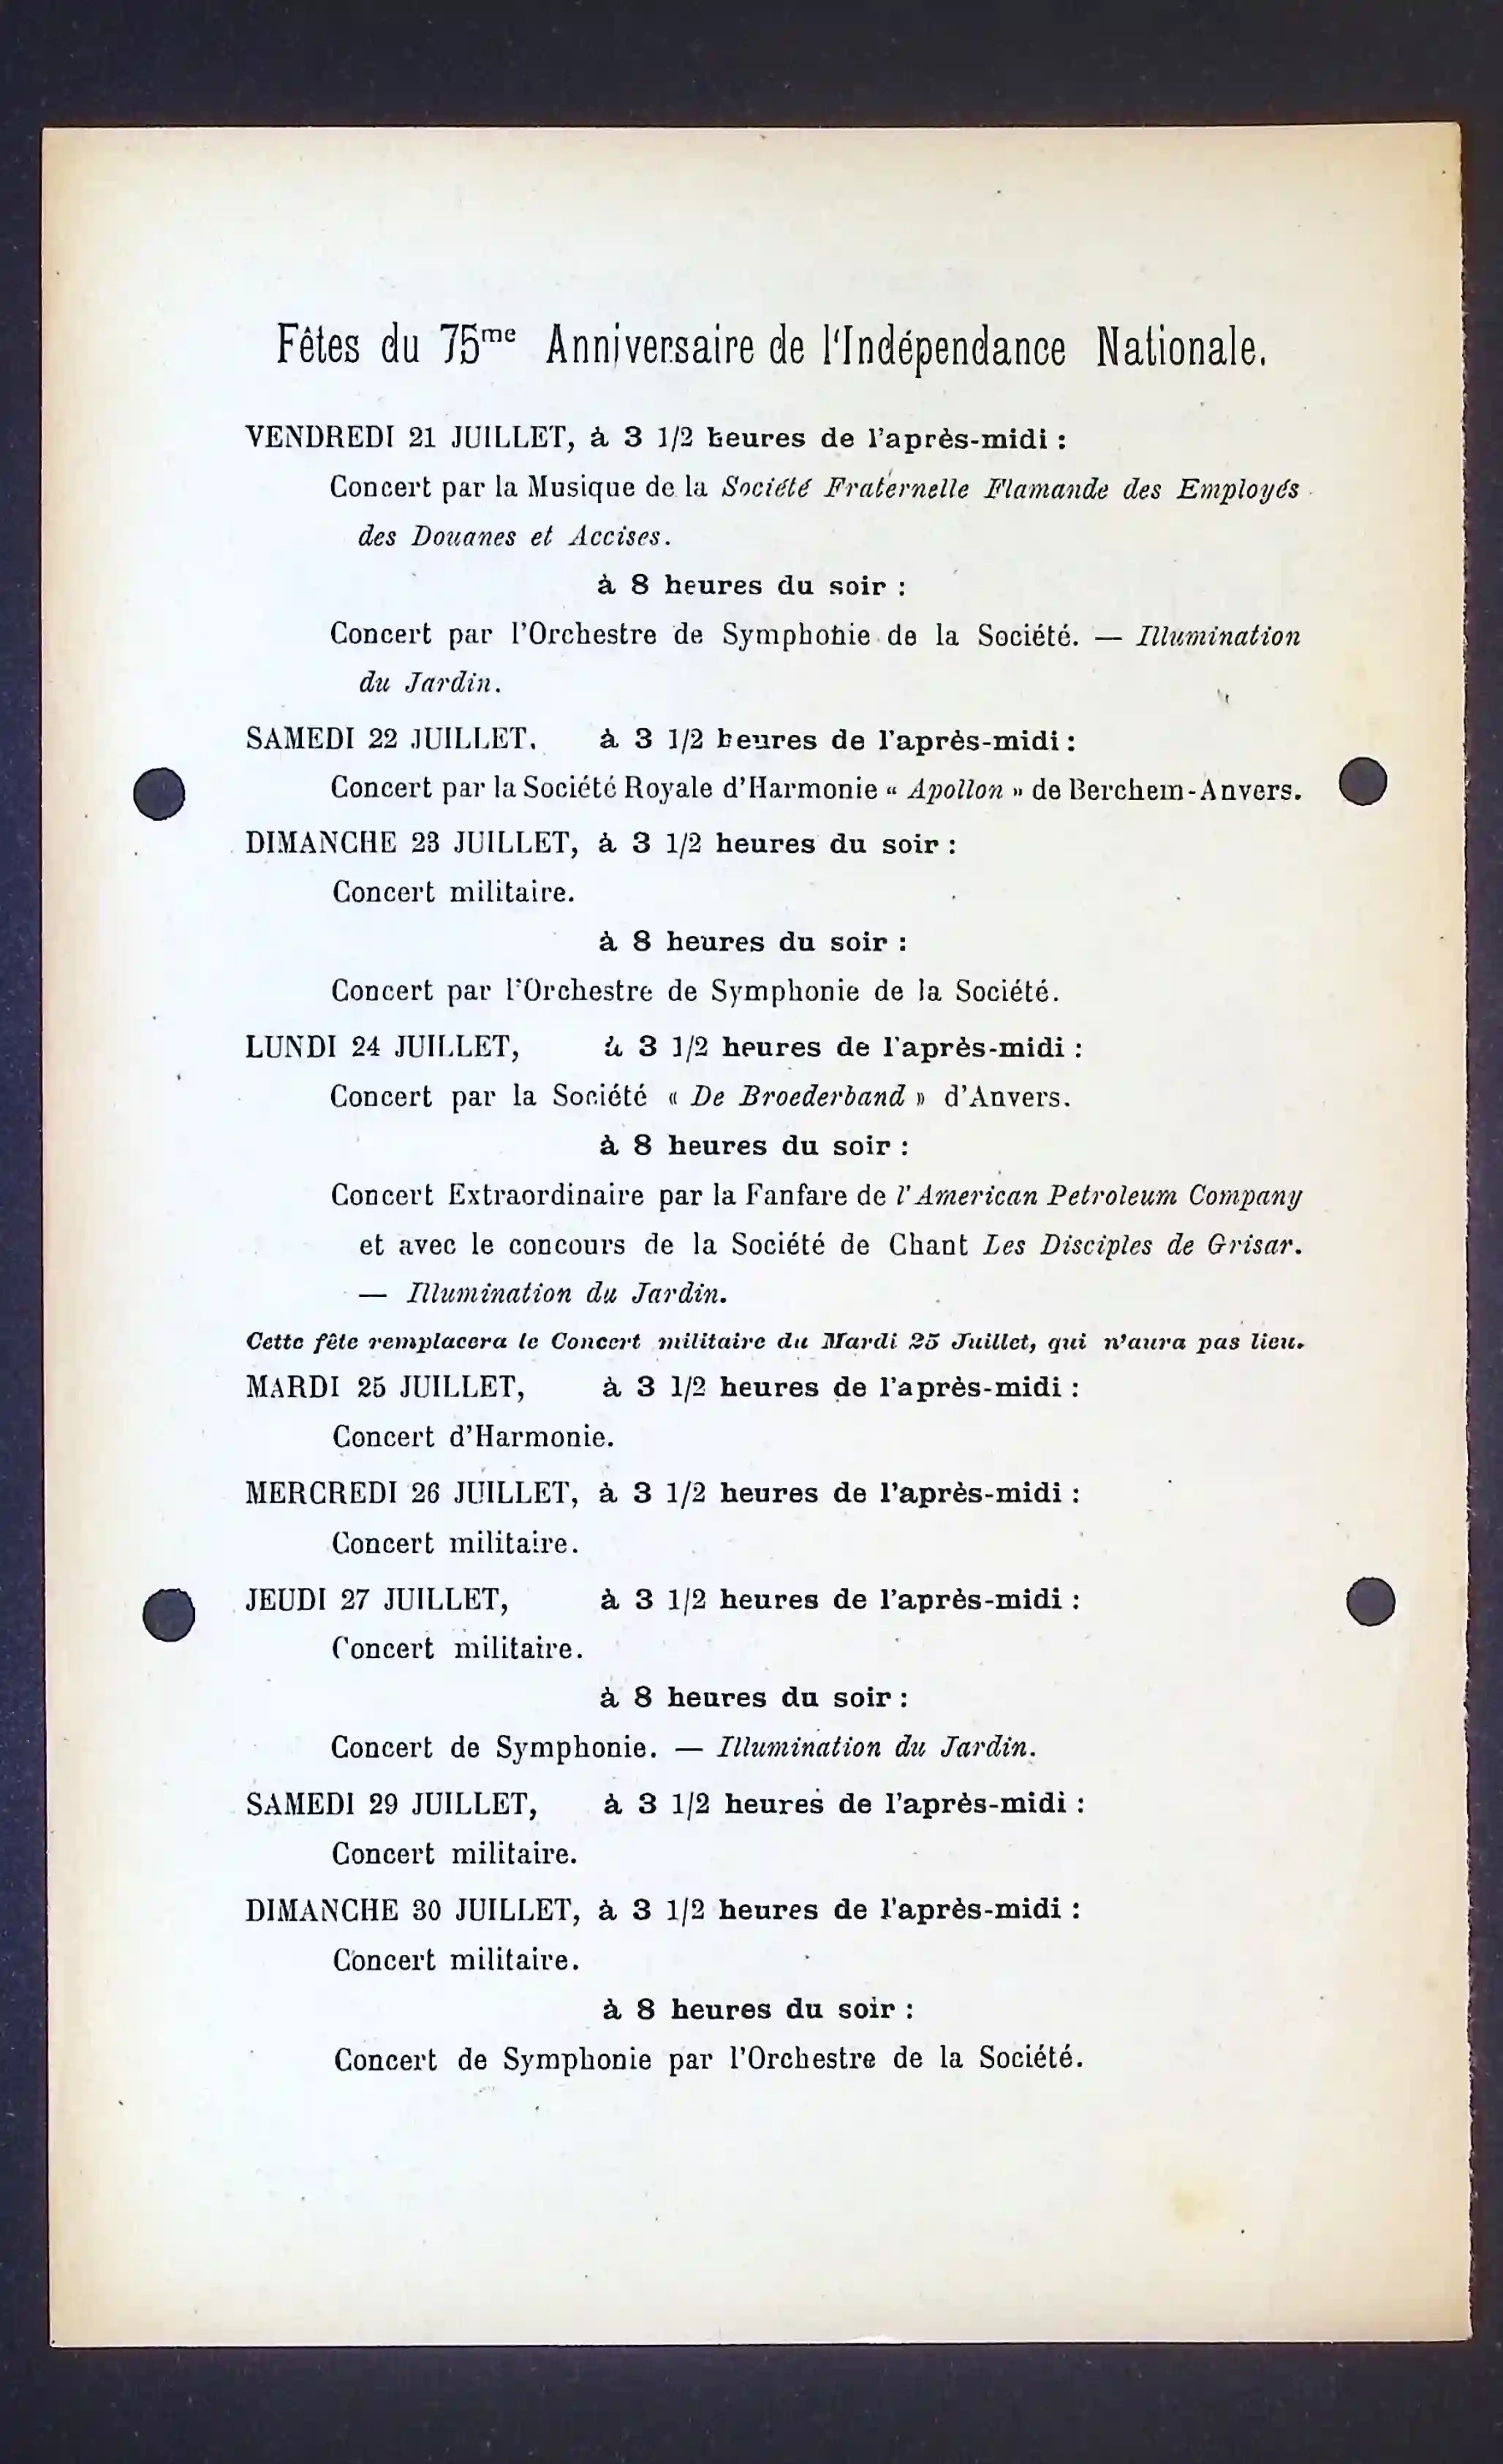 Fêtes du 75me Anniversaire de l'Indépendance Nationale.
VENDREDI 21 JUILLET, à 3 1/2 heures de l'après-midi :
Concert par la Musique de la Société Fraternelle Flamande des Employés
des Douanes et Accises.
à 8 heures du soir :
Concert par l'Orchestre de Symphonie de la Société. — Illumination
du Jardin.
SAMEDI 22 JUILLET, à 3 1/2 heures de l'après-midi :
Concert par la Société Royale d'Harmonie « Apollon » de Berchem-Anvers.
DIMANCHE 23 JUILLET, à 3 1/2 heures du soir :
Concert militaire.
à 8 heures du soir :
Concert par l'Orchestre de Symphonie de la Société.
LUNDI 24 JUILLET, à 3 1/2 heures de l'après-midi :
Concert par la Société « De Broederband » d'Anvers.
à 8 heures du soir :
Concert Extraordinaire par la Fanfare de l'American Petroleum Company
et avec le concours de la Société de Chant Les Disciples de Grisar.
— Illumination du Jardin.
Cette fête remplacera le Concert militaire du Mardi 25 Juillet, qui n'aura pas lieu.
MARDI 25 JUILLET, à 3 1/2 heures de l'après-midi :
Concert d'Harmonie.
MERCREDI 26 JUILLET, à 3 1/2 heures de l'après-midi :
Concert militaire.
JEUDI 27 JUILLET, à 3 1/2 heures de l'après-midi :
Concert militaire.
à 8 heures du soir :
Concert de Symphonie. — Illumination du Jardin.
SAMEDI 29 JUILLET, à 3 1/2 heures de l'après-midi :
Concert militaire.
DIMANCHE 30 JUILLET, à 3 1/2 heures de l'après-midi :
Concert militaire.
à 8 heures du soir :
Concert de Symphonie par l'Orchestre de la Société.